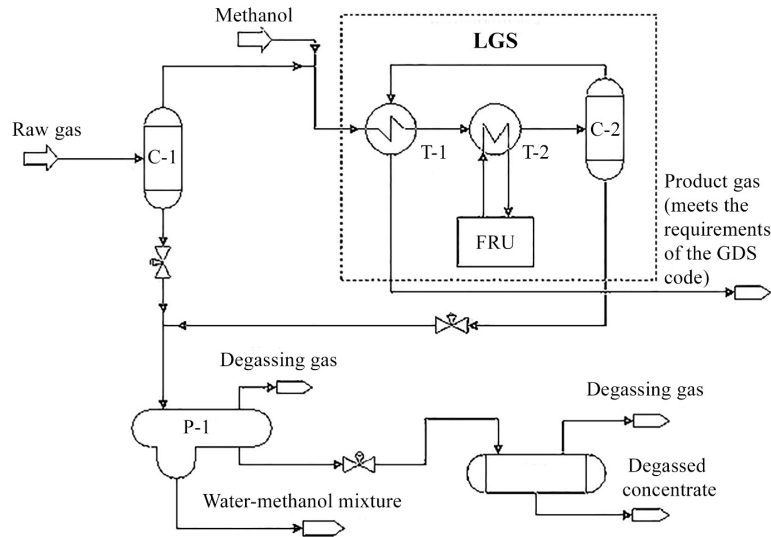 Methanol
LGS
Raw gas
C-1
C-2
T-1
T-2
FRU
Product gas
(meets the
requirements
of the GDS
code)
Degassing gas
P-1
Water-methanol mixture
Degassing gas
Degassed
concentrate